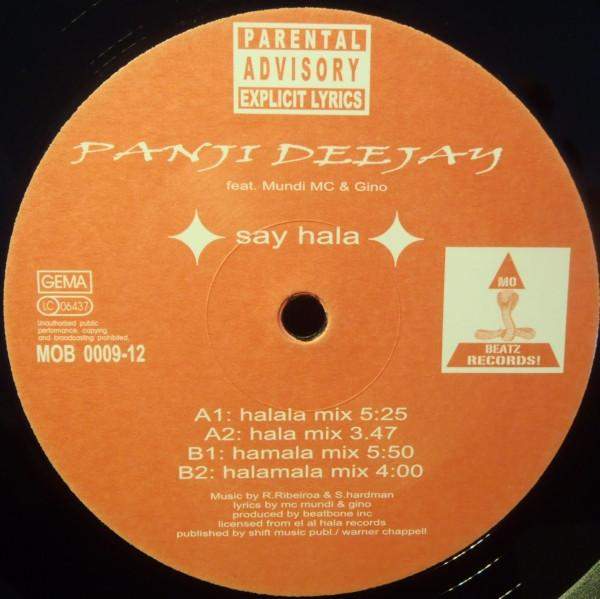 PARENTAL
ADVISORY
EXPLICIT LYRICS
PANJI DEEJAY
feat. Mundi MC & Gino
say hala
GEMA
LC 06437
Unauthorised public
performance, copying
and broadcasting prohibited.
MOB 0009-12
MO
BEATZ
RECORDS!
A1: halala mix 5:25
A2: hala mix 3.47
B1: hamala mix 5:50
B2: halamala mix 4:00
Music by R.Ribeiroa & S.hardman
lyrics by mc mundi & gino
produced by beatbone inc
licensed from el al hala records
published by shift music publ./ warner chappell